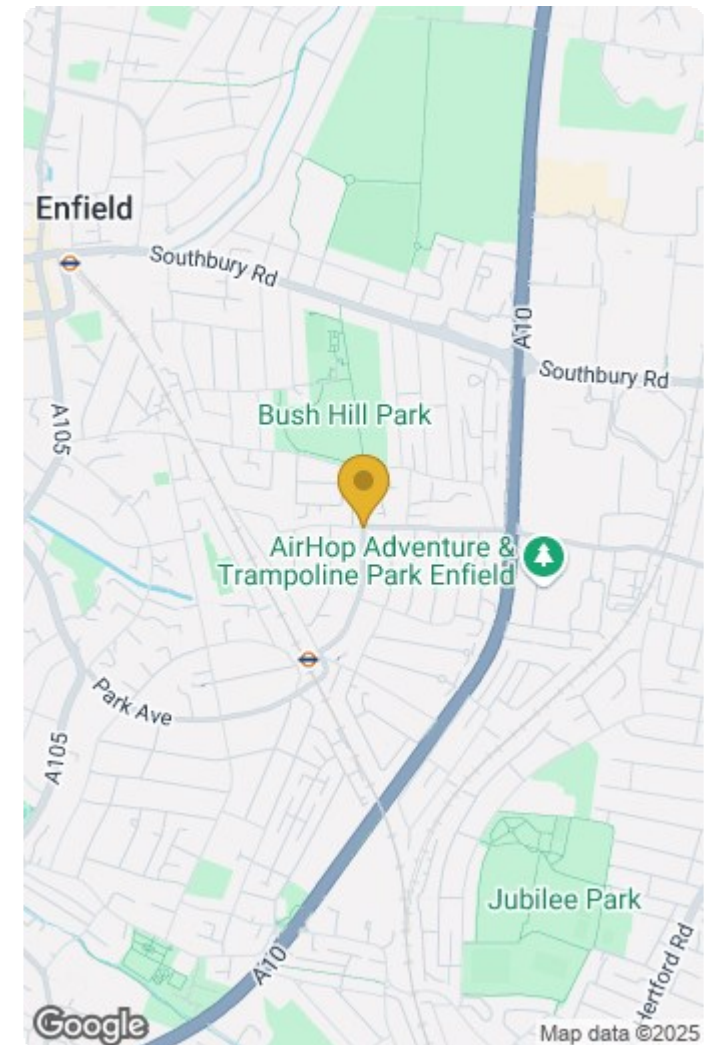 Enfield
Southbury Rd
A10
Southbury Rd
A105
Bush Hill Park
AirHop Adventure &
Trampoline Park Enfield
Park Ave
A105
Jubilee Park
A10
Hertford Rd
Google
Map data ©2025